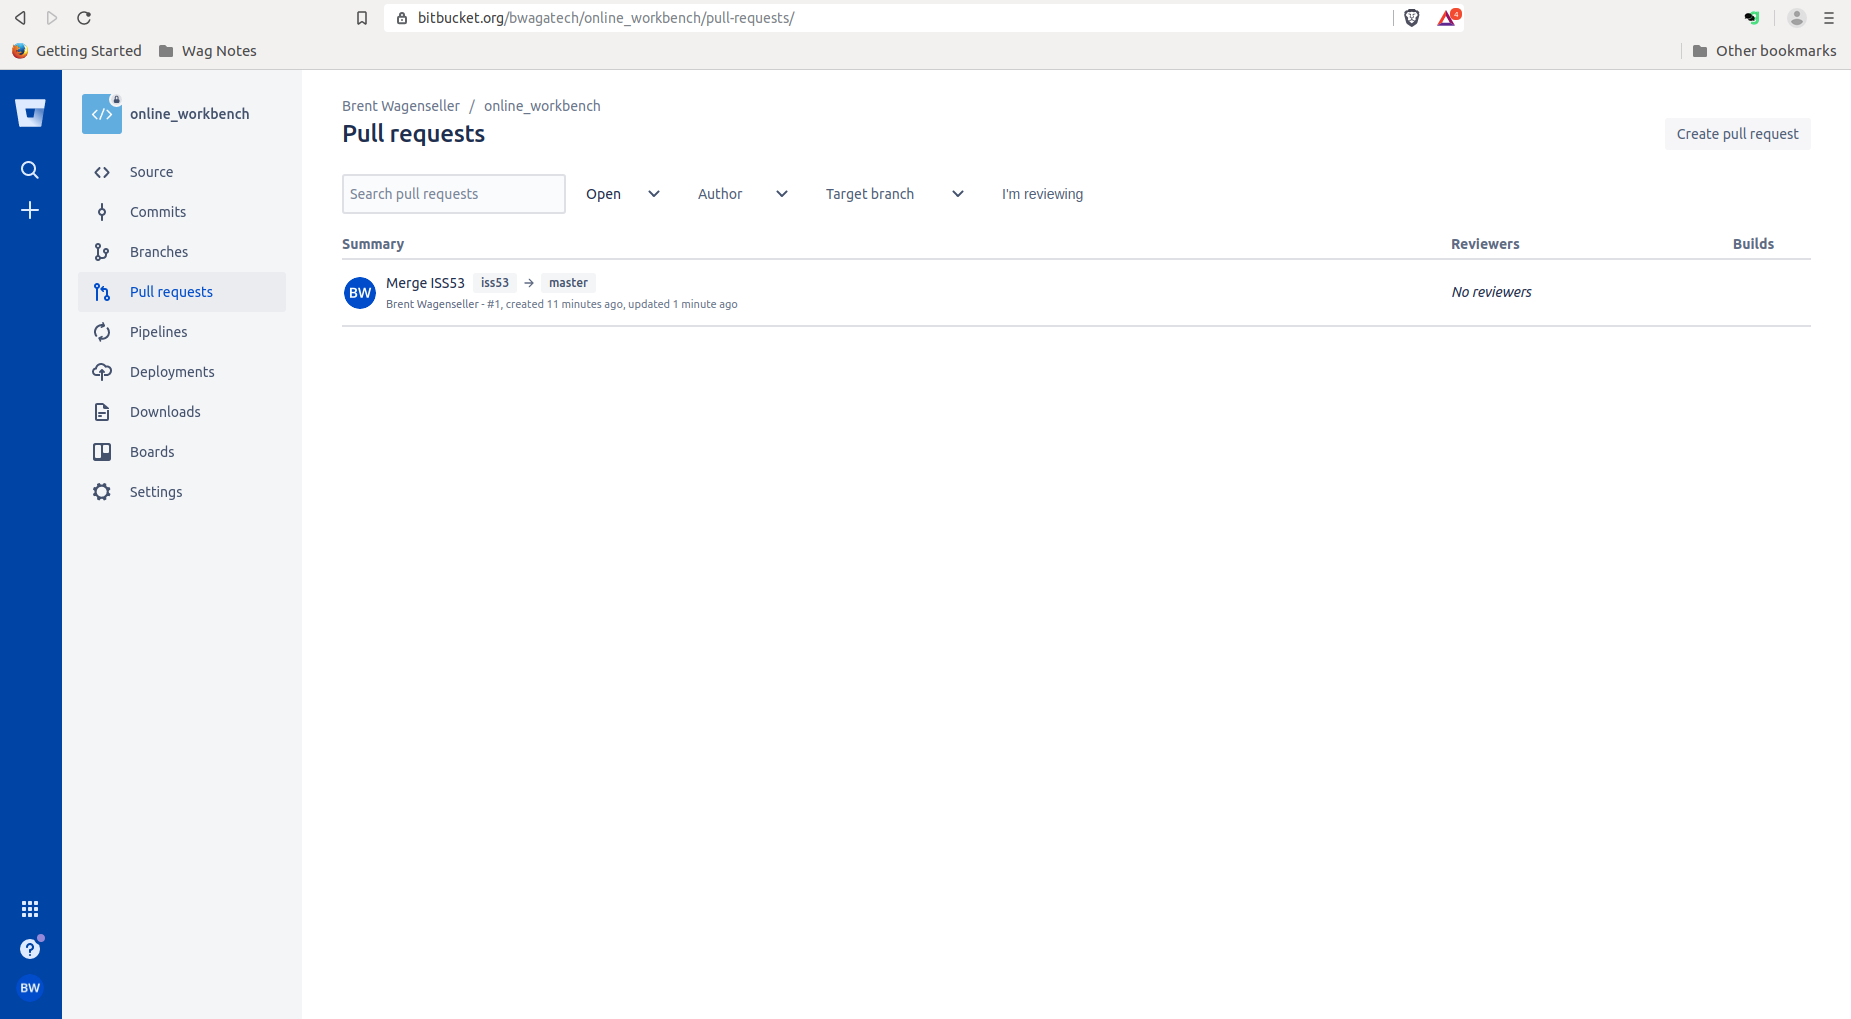 bitbucket.org/bwagatech/online_workbench/pull-requests/
4
Getting Started
Wag Notes
Other bookmarks
</>
online_workbench
Source
Commits
Branches
Pull requests
Pipelines
Deployments
Downloads
Boards
Settings
?
BW
Brent Wagenseller / online_workbench
Pull requests
Create pull request
Search pull requests
Open
Author
Target branch
I'm reviewing
Summary
Reviewers
Builds
BW
Merge ISS53 iss53 → master
No reviewers
Brent Wagenseller - #1, created 11 minutes ago, updated 1 minute ago